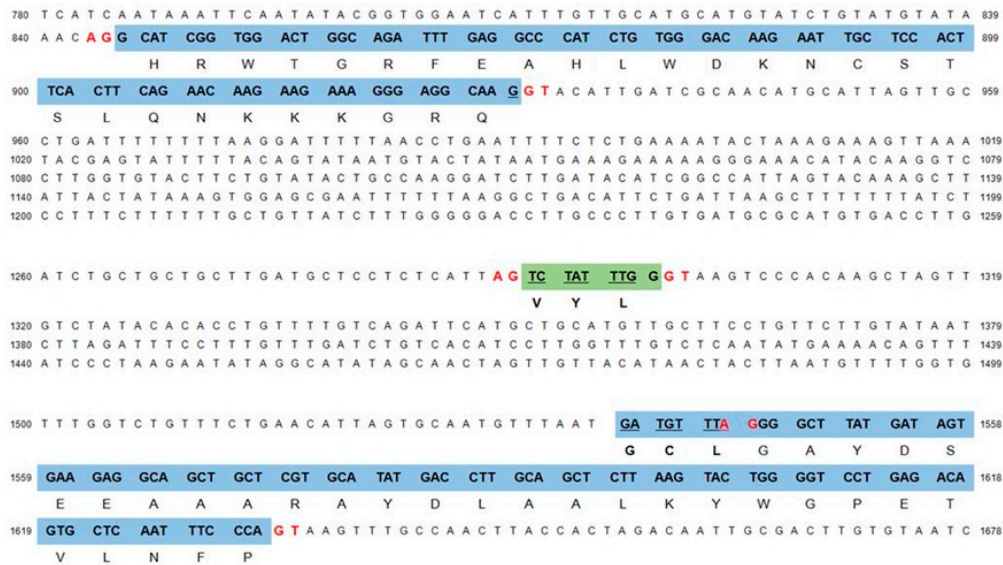 780 T C A T C A A T A A A T T C A A T A T A C G G T G G A A T C A T T T G T T G C A T G C A T G T A T C T G T A T G T A T A 839
840 A A C A G G CAT CGG TGG ACT GGC AGA TTT GAG GCC CAT CTG TGG GAC AAG AAT TGC TCC ACT 899
H R W T G R F E A H L W D K N C S T
900 TCA CTT CAG AAC AAG AAG AAA GGG AGG CAA G G T A C A T T G A T C G C A A C A T G C A T T A G T T G C 959
S L Q N K K K G R Q
960 C T G A T T T T T T T T A A G G A T T T T T A A C C T G A A T T T T C T C T G A A A A T A C T A A A G A A A G T T A A A 1019
1020 T A C G A G T A T T T T T A C A G T A T A A T G T A C T A T A A T G A A A G A A A A A G G G A A A C A T A C A A G G T C 1079
1080 C T T G G T G T A C T T C T G T A T A C T G C C A A G G A T C T T G A T A C A T C G G C C A T T A G T A C A A A G C T T 1139
1140 A T T A C T A T A A A G T G G A G C G A A T T T T T T A A G G C T G A C A T T C T G A T T A A G C T T T T T T T A T C T 1199
1200 C C T T T C T T T T T T G C T G T T A T C T T T G G G G G A C C T T G C C C T T G T G A T G C G C A T G T G A C C T T G 1259
1260 A T C T G C T G C T G C T T G A T G C T C C T C T C A T T A G TC TAT TTG G G T A A G T C C C A C A A G C T A G T T 1319
V Y L
1320 G T C T A T A C A C A C C T G T T T T G T C A G A T T C A T G C T G C A T G T T G C T T C C T G T T C T T G T A T A A T 1379
1380 C T T A G A T T T C C T T T G T T T G A T C T G T C A C A T C C T T G G T T T G T C T C A A T A T G A A A A C A G T T T 1439
1440 A T C C C T A A G A A T A T A G G C A T A T A G C A A C T A G T T G T T A C A T A A C T A C T T A A T G T T T T G G T G 1499
1500 T T T G G T C T G T T T C T G A A C A T T A G T G C A A T G T T T A A T GA TGT TTA GGG GCT TAT GAT AGT 1558
G C L G A Y D S
1559 GAA GAG GCA GCT GCT CGT GCA TAT GAC CTT GCA GCT CTT AAG TAC TGG GGT CCT GAG ACA 1618
E E A A A R A Y D L A A L K Y W G P E T
1619 GTG CTC AAT TTC CCA G T A A G T T T G C C A A C T T A C C A C T A G A C A A T T G C G A C T T G T G T A A T C 1678
V L N F P